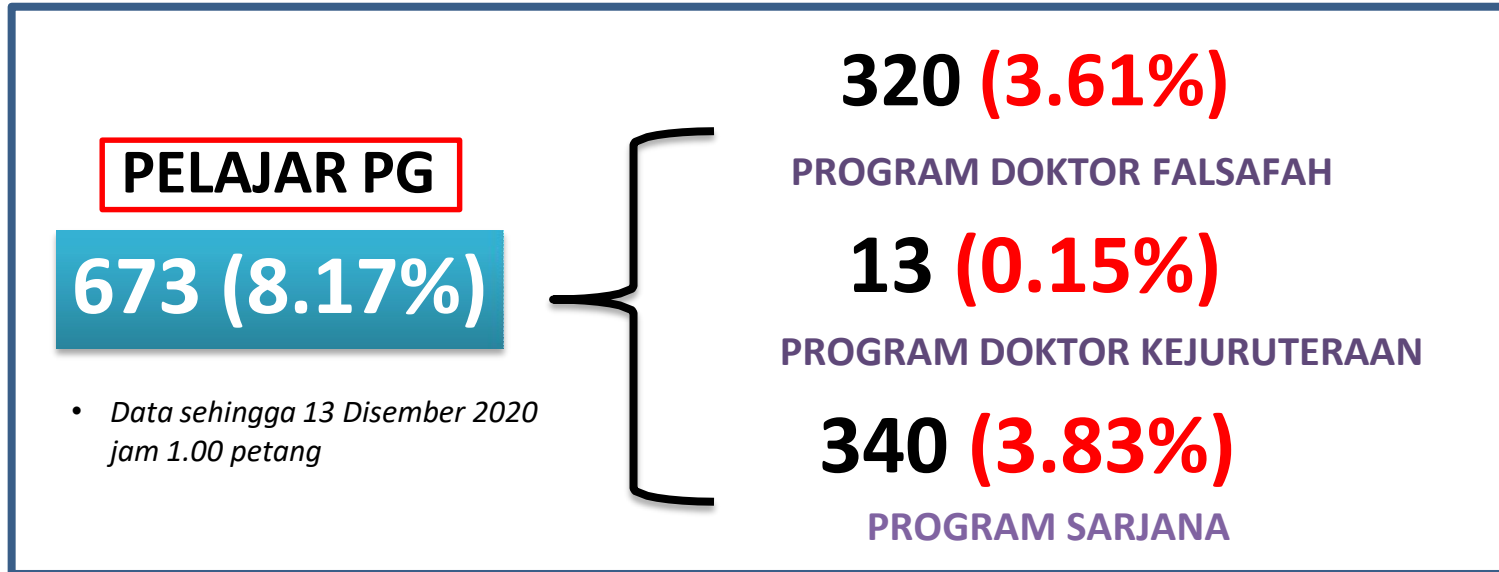 PELAJAR PG
673 (8.17%)
• Data sehingga 13 Disember 2020
jam 1.00 petang
320 (3.61%)
PROGRAM DOKTOR FALSAFAH
13 (0.15%)
PROGRAM DOKTOR KEJURUTERAAN
340 (3.83%)
PROGRAM SARJANA